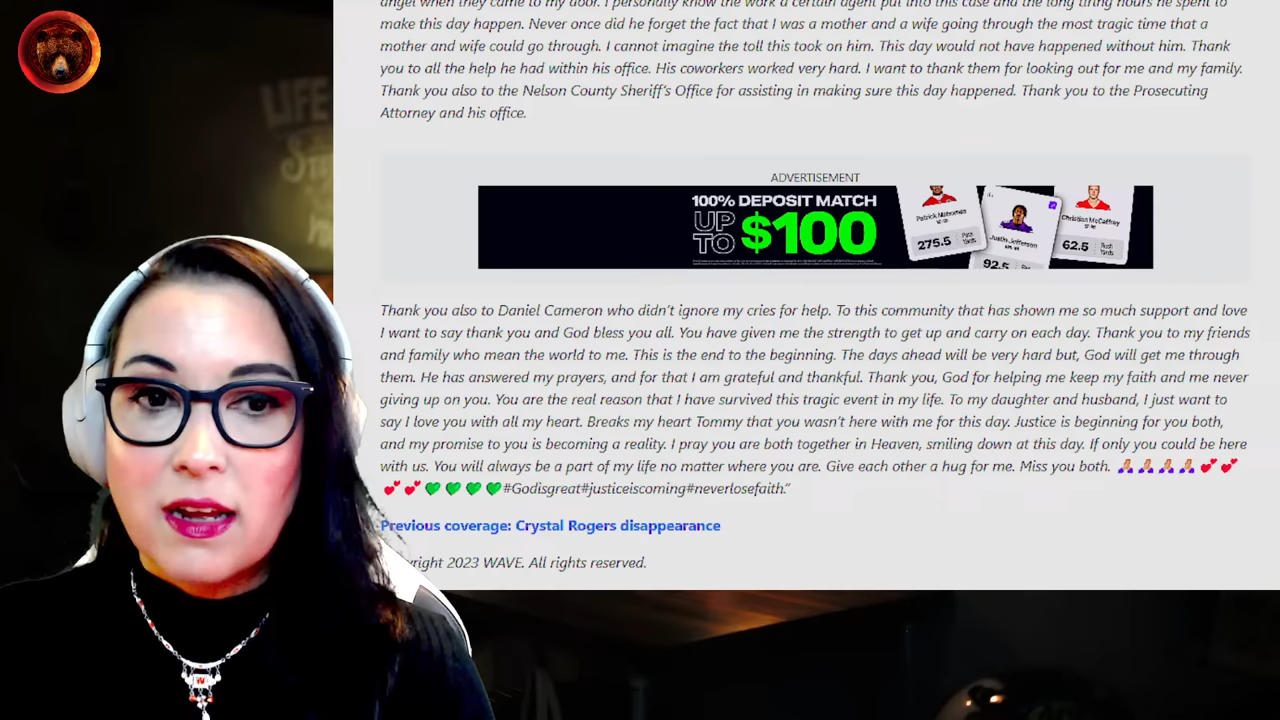 angel when they came to my door. I personally know the work a certain agent put into this case and the long tiring hours he spent to
make this day happen. Never once did he forget the fact that I was a mother and a wife going through the most tragic time that a
mother and wife could go through. I cannot imagine the toll this took on him. This day would not have happened without him. Thank
you to all the help he had within his office. His coworkers worked very hard. I want to thank them for looking out for me and my family.
Thank you also to the Nelson County Sheriff's Office for assisting in making sure this day happened. Thank you to the Prosecuting
Attorney and his office.
LIFE
ADVERTISEMENT
100% DEPOSIT MATCH
UP TO $100
Patrick Mahomes
275.5 Pass Yards
Justin Jefferson
92.5
Christian McCaffrey
62.5 Rush Yards
Thank you also to Daniel Cameron who didn't ignore my cries for help. To this community that has shown me so much support and love
I want to say thank you and God bless you all. You have given me the strength to get up and carry on each day. Thank you to my friends
and family who mean the world to me. This is the end to the beginning. The days ahead will be very hard but, God will get me through
them. He has answered my prayers, and for that I am grateful and thankful. Thank you, God for helping me keep my faith and me never
giving up on you. You are the real reason that I have survived this tragic event in my life. To my daughter and husband, I just want to
say I love you with all my heart. Breaks my heart Tommy that you wasn't here with me for this day. Justice is beginning for you both,
and my promise to you is becoming a reality. I pray you are both together in Heaven, smiling down at this day. If only you could be here
with us. You will always be a part of my life no matter where you are. Give each other a hug for me. Miss you both. 🙏🙏🙏🙏💕💕
💕💕💚💚💚💚#Godisgreat#justiceiscoming#neverlosefaith."
Previous coverage: Crystal Rogers disappearance
right 2023 WAVE. All rights reserved.